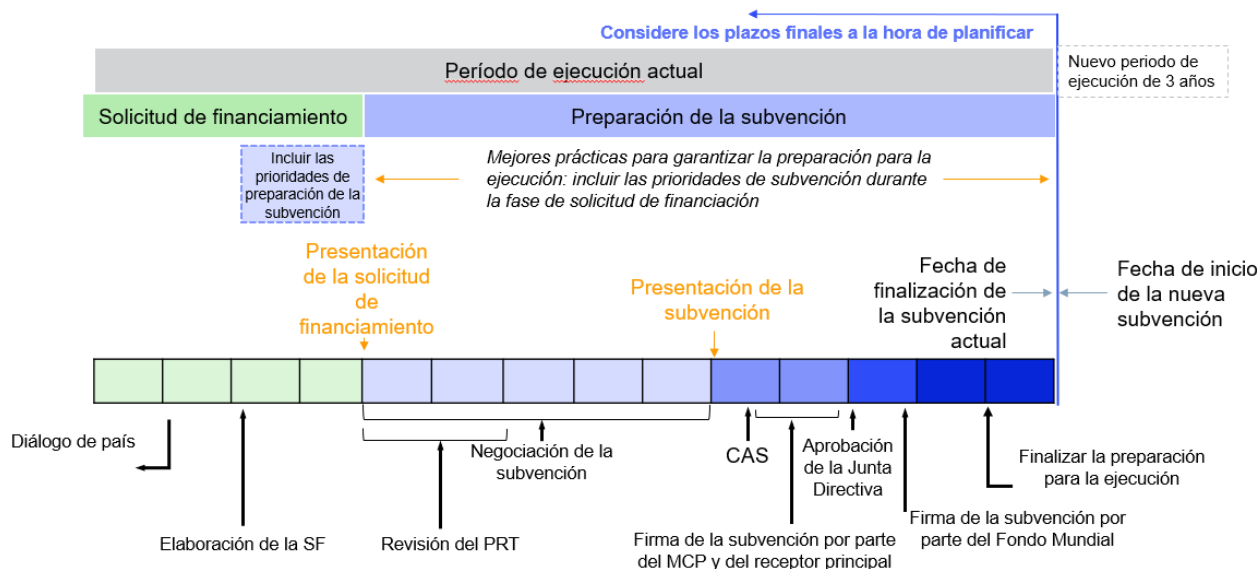 Considere los plazos finales a la hora de planificar
Período de ejecución actual
Nuevo periodo de
ejecución de 3 años
Solicitud de financiamiento
Preparación de la subvención
Incluir las
prioridades de
preparación de la
subvención
Mejores prácticas para garantizar la preparación para la
ejecución: incluir las prioridades de subvención durante
la fase de solicitud de financiación
Presentación
de la solicitud
de
financiamiento
Presentación de la
subvención
Fecha de
finalización de
la subvención
actual
Fecha de inicio
de la nueva
subvención
Diálogo de país
Elaboración de la SF
Revisión del PRT
Negociación de la
subvención
CAS
Firma de la subvención por parte
del MCP y del receptor principal
Aprobación
de la Junta
Directiva
Firma de la subvención por
parte del Fondo Mundial
Finalizar la preparación
para la ejecución